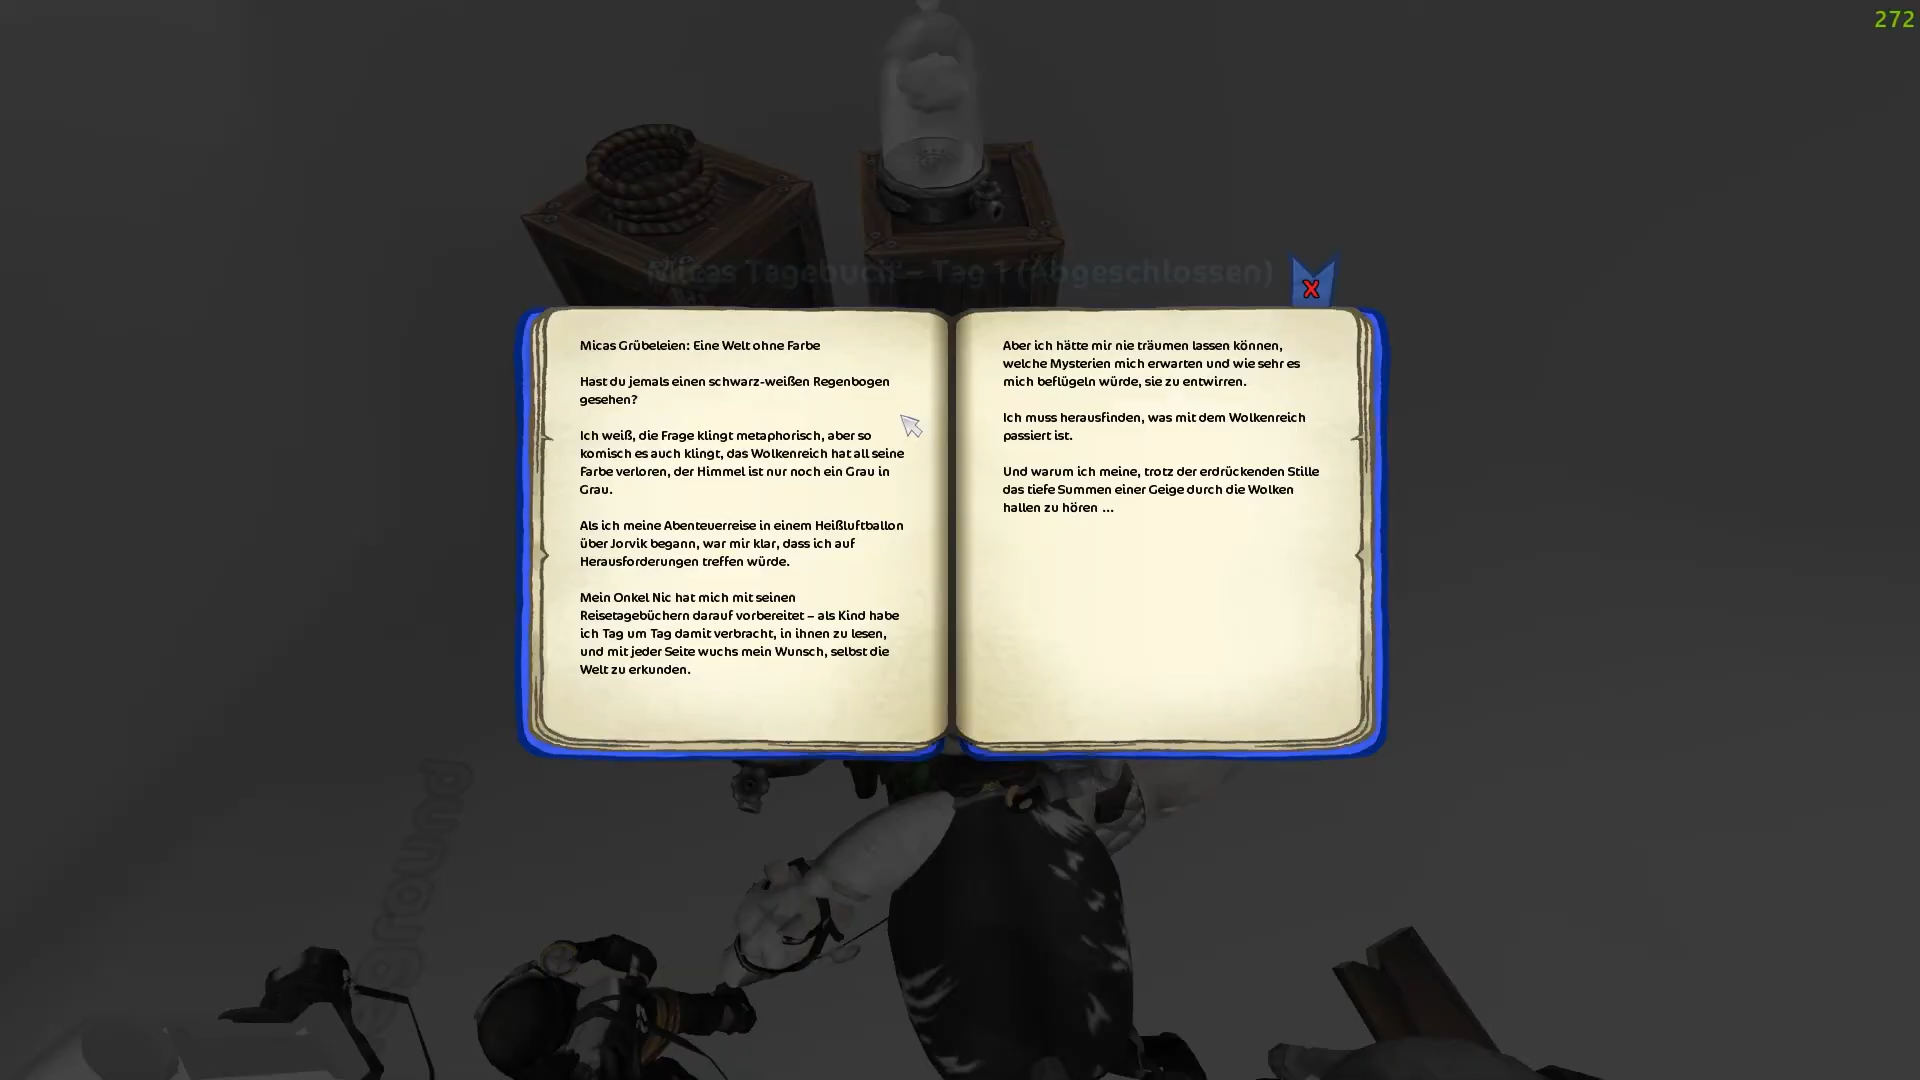 272
Micas Tagebuch – Tag 1 (Abgeschlossen)
X
Micas Grübeleien: Eine Welt ohne Farbe
Hast du jemals einen schwarz-weißen Regenbogen
gesehen?
Ich weiß, die Frage klingt metaphorisch, aber so
komisch es auch klingt, das Wolkenreich hat all seine
Farbe verloren, der Himmel ist nur noch ein Grau in
Grau.
Als ich meine Abenteuerreise in einem Heißluftballon
über Jorvik begann, war mir klar, dass ich auf
Herausforderungen treffen würde.
Mein Onkel Nic hat mich mit seinen
Reisetagebüchern darauf vorbereitet – als Kind habe
ich Tag um Tag damit verbracht, in ihnen zu lesen,
und mit jeder Seite wuchs mein Wunsch, selbst die
Welt zu erkunden.
Aber ich hätte mir nie träumen lassen können,
welche Mysterien mich erwarten und wie sehr es
mich beflügeln würde, sie zu entwirren.
Ich muss herausfinden, was mit dem Wolkenreich
passiert ist.
Und warum ich meine, trotz der erdrückenden Stille
das tiefe Summen einer Geige durch die Wolken
hallen zu hören ...